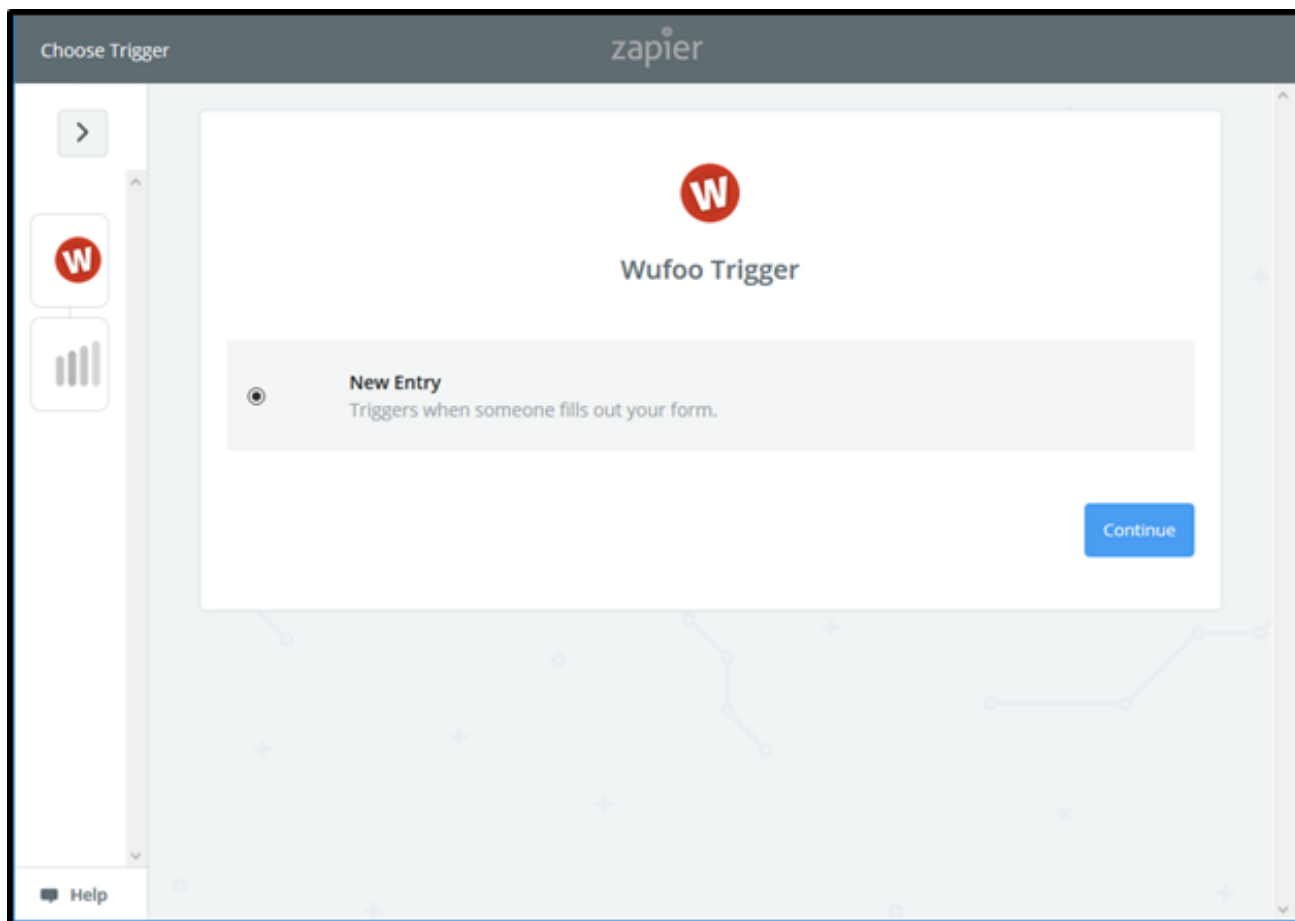 Choose Trigger
zapier
W
W
Wufoo Trigger
New Entry
Triggers when someone fills out your form.
Continue
Help